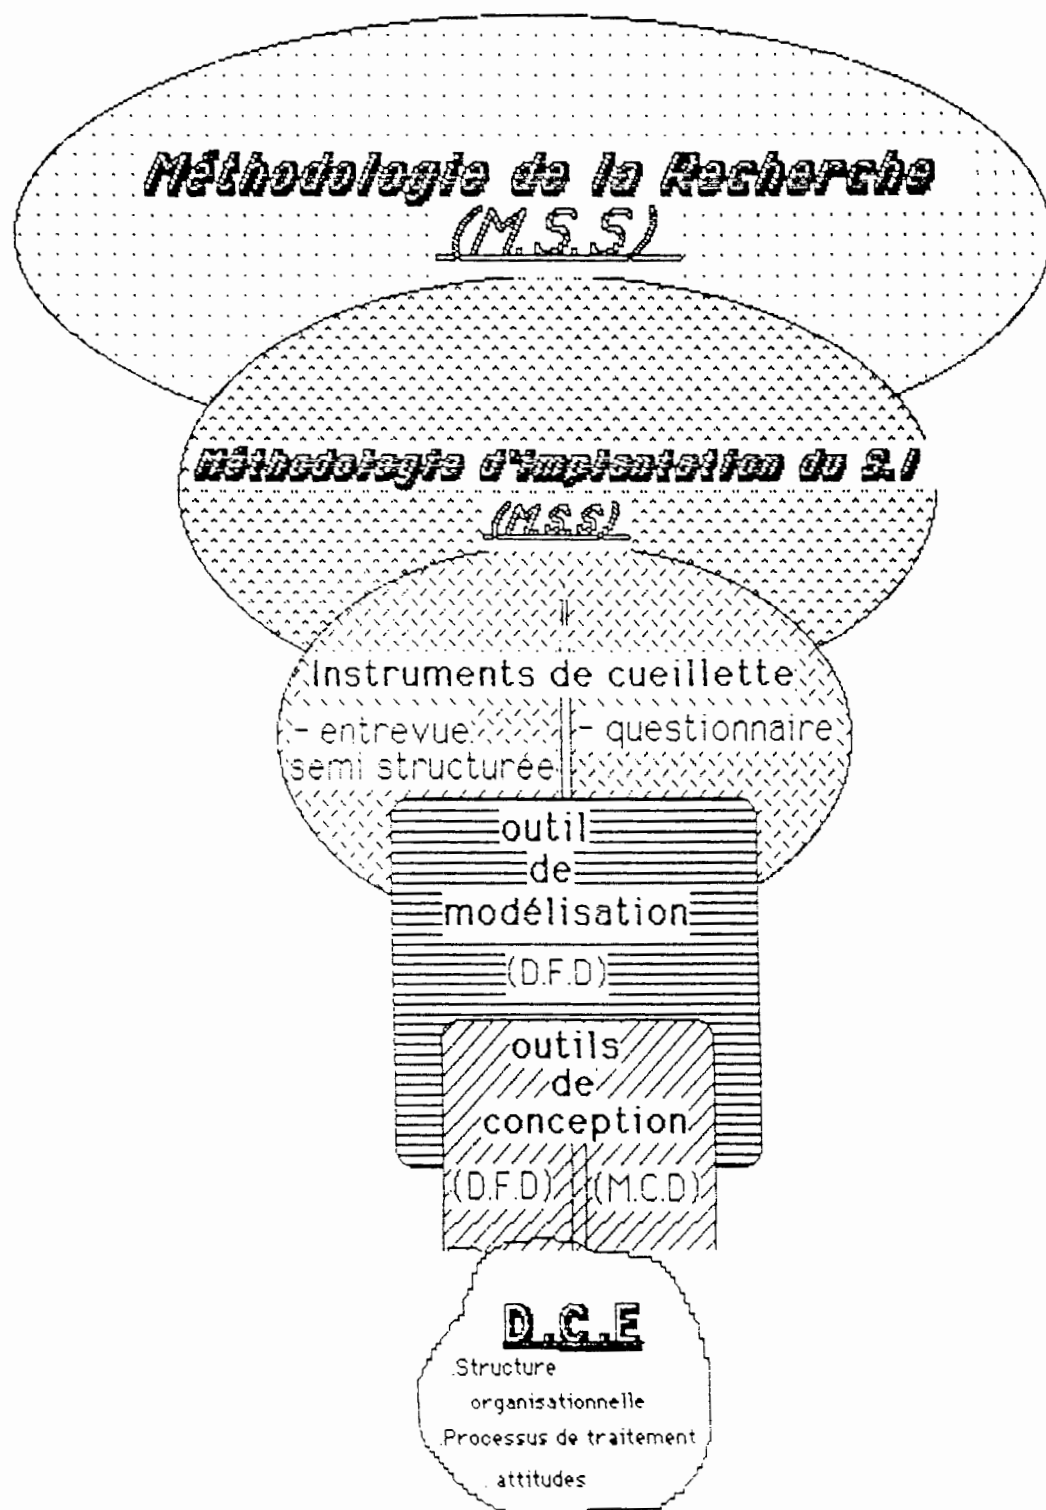 Méthodologie de la Recherche
(M.S.S)
Méthodologie d'implantation du S.I
(M.S.S)
Instruments de cueillette
- entrevue - questionnaire
semi structurée
outil
de
modélisation
(D.F.D)
outils
de
conception
(D.F.D) (M.C.D)
D.C.E
.Structure
organisationnelle
.Processus de traitement
. attitudes